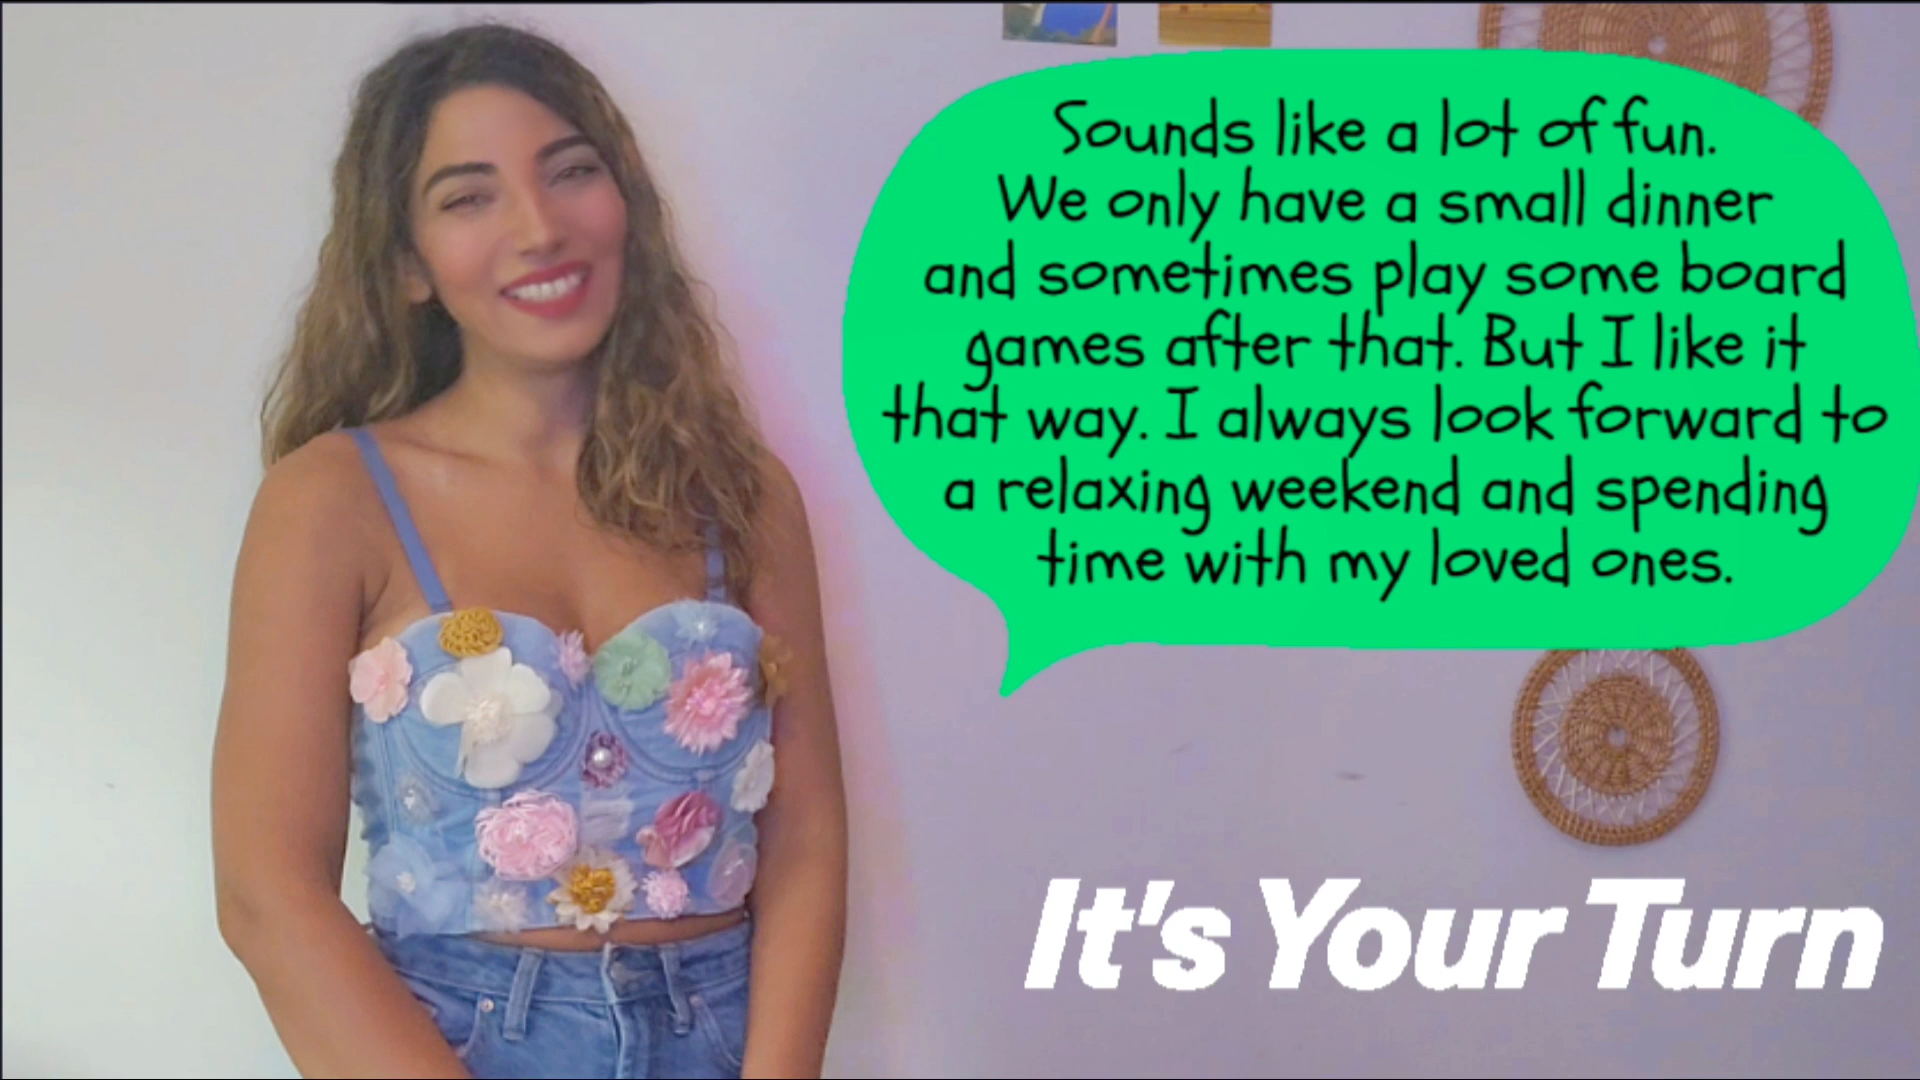 Sounds like a lot of fun.
We only have a small dinner
and sometimes play some board
games after that. But I like it
that way. I always look forward to
a relaxing weekend and spending
time with my loved ones.
It's Your Turn